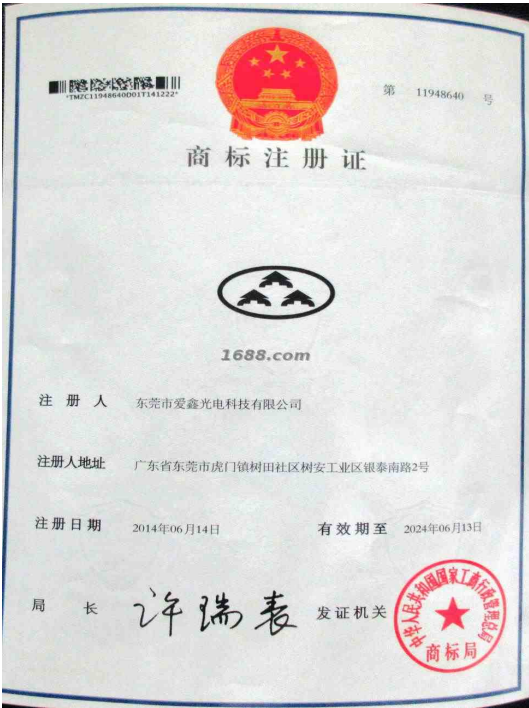 *TMZC11948640D01T141222*
第 11948640 号
商标注册证
1688.com
注册人 东莞市爱鑫光电科技有限公司
注册人地址 广东省东莞市虎门镇树田社区树安工业区银泰南路2号
注册日期 2014年06月14日 有效期至 2024年06月13日
局长 许瑞表 发证机关
中华人民共和国国家工商行政管理总局
商标局